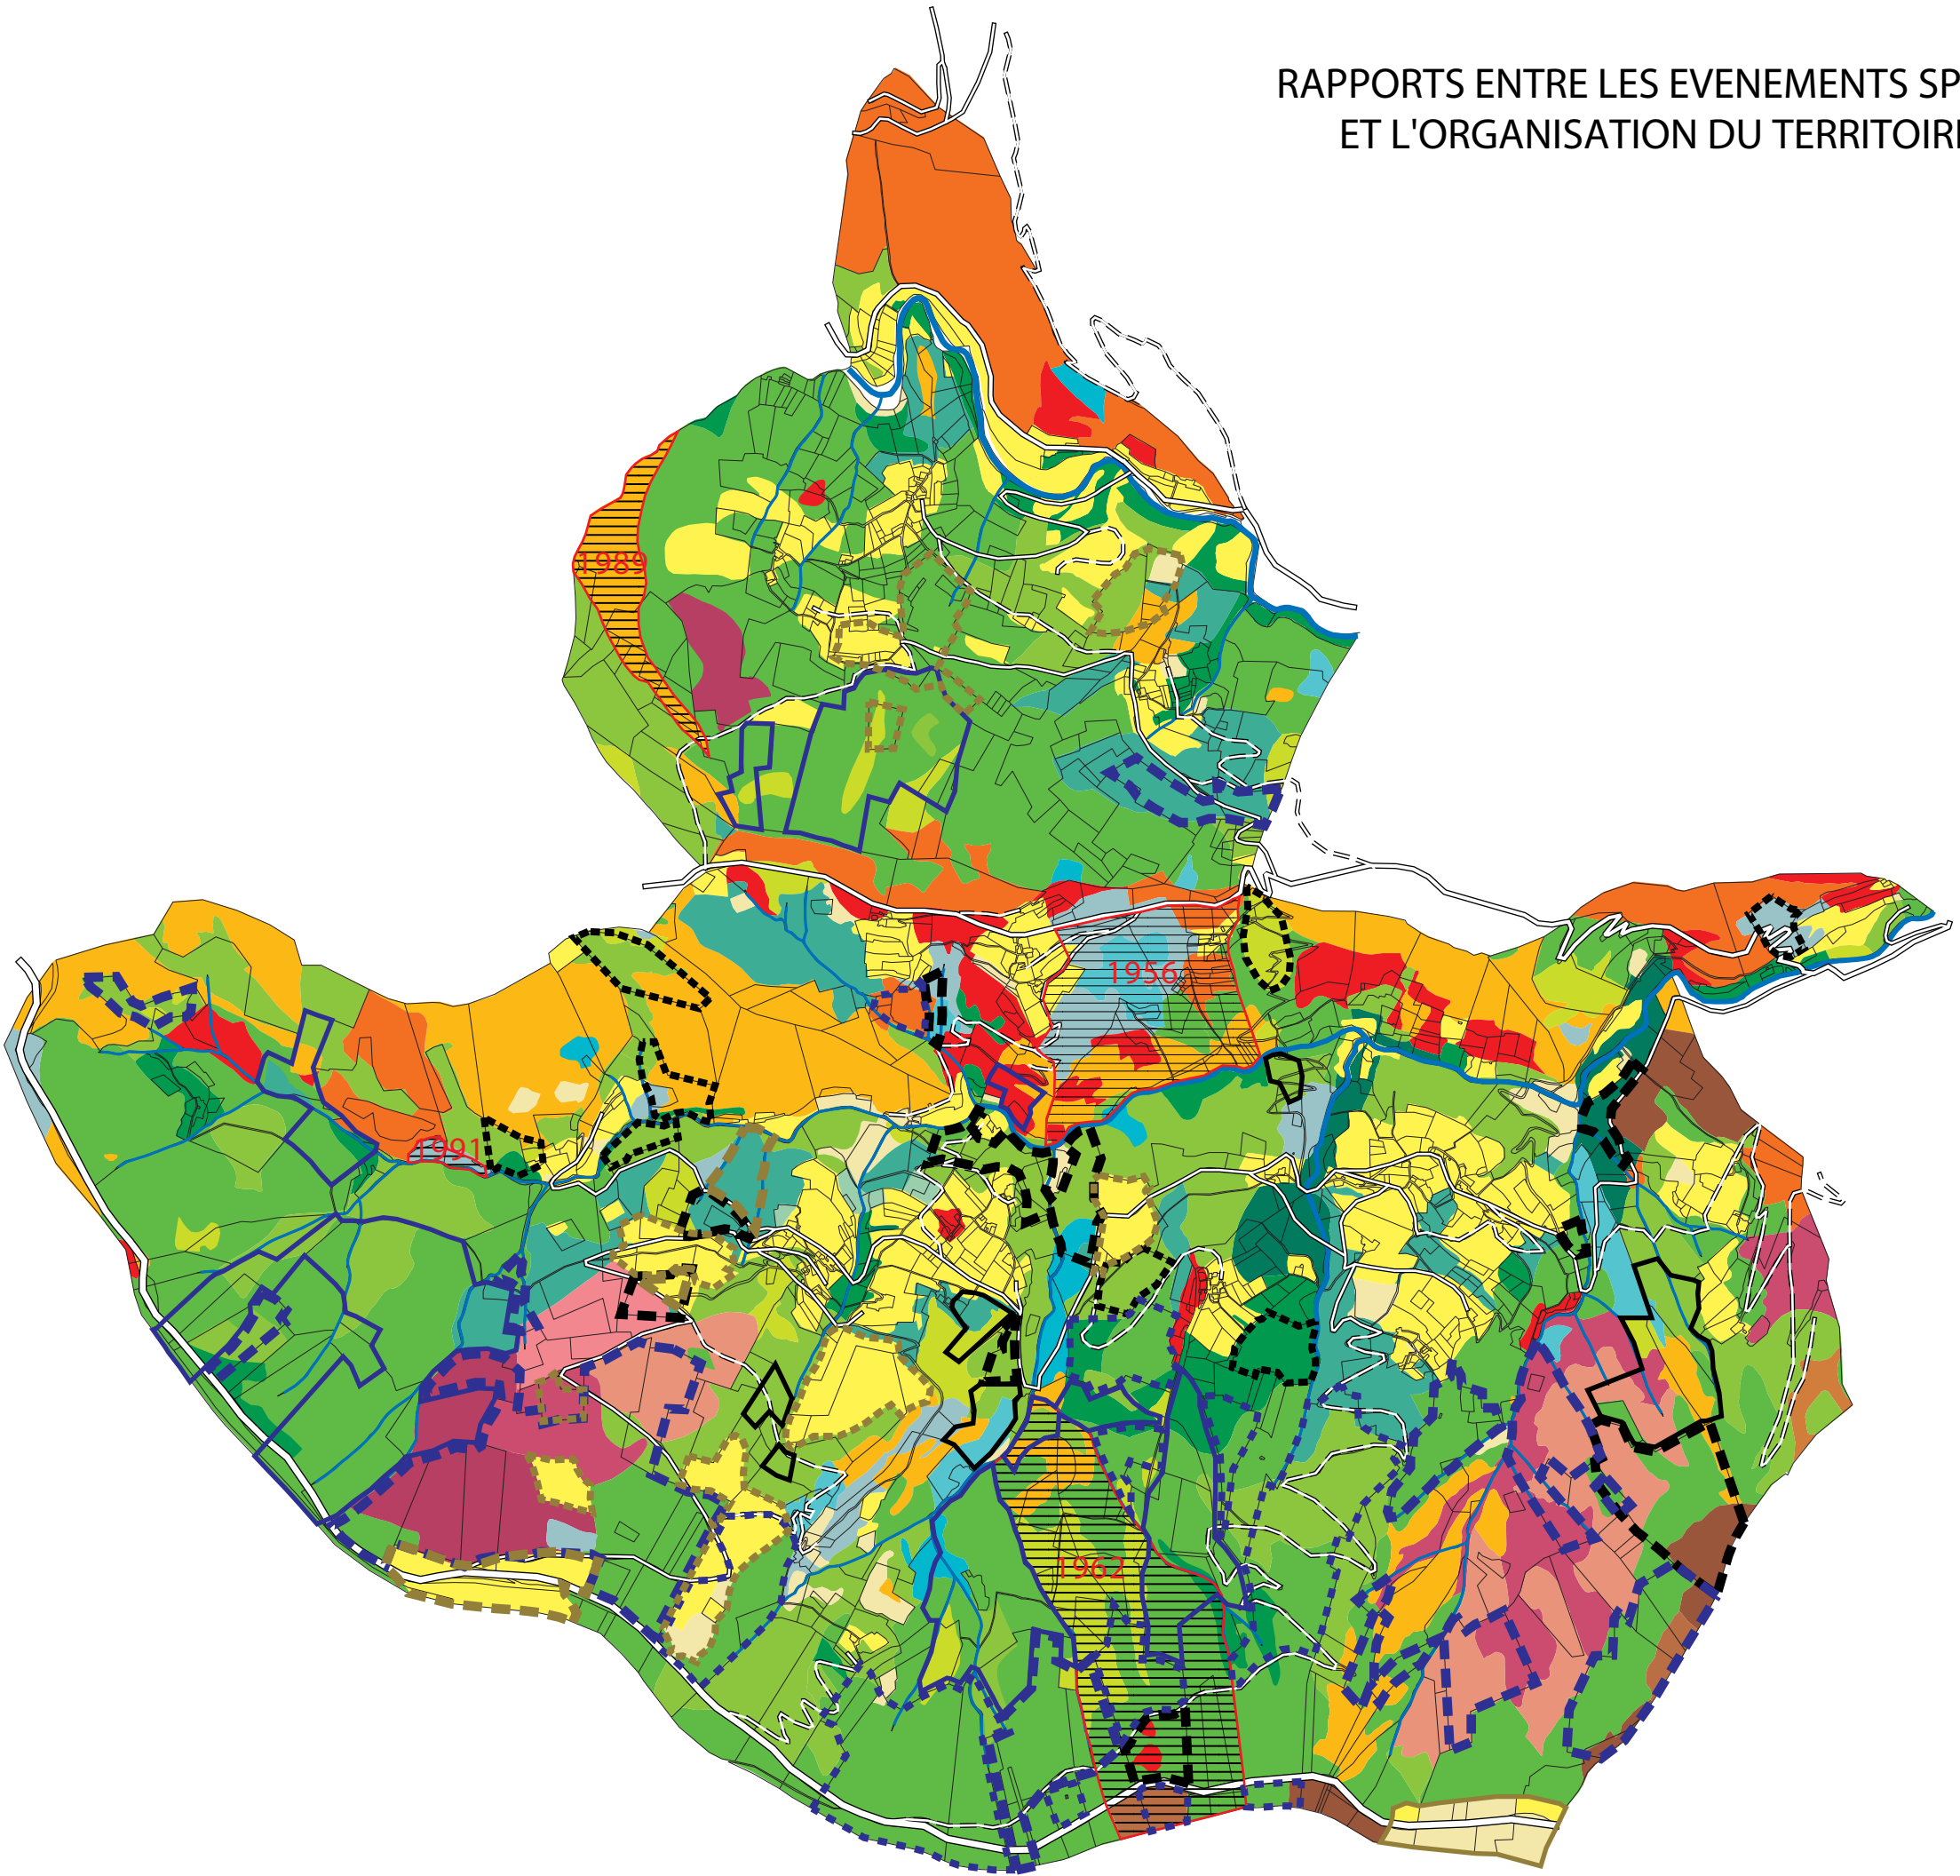 RAPPORTS ENTRE LES EVENEMENTS SP
ET L'ORGANISATION DU TERRITOIR
1989
1956
1991
1962